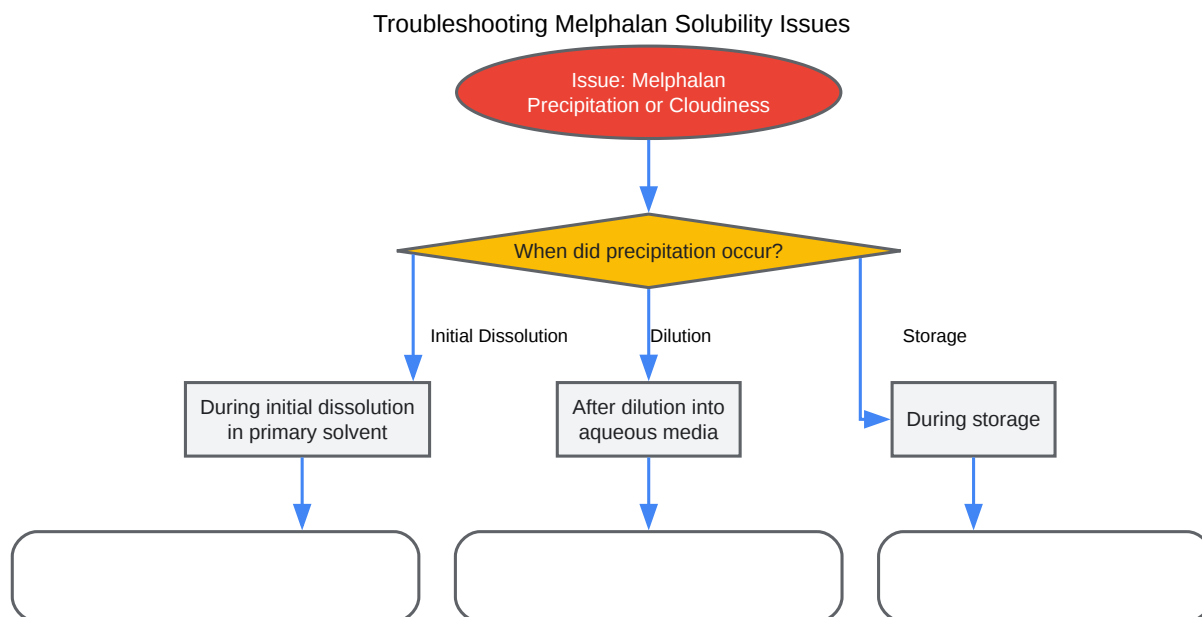 Troubleshooting Melphalan Solubility Issues
Issue: Melphalan
Precipitation or Cloudiness
When did precipitation occur?
Initial Dissolution
Dilution
Storage
During initial dissolution
in primary solvent
After dilution into
aqueous media
During storage